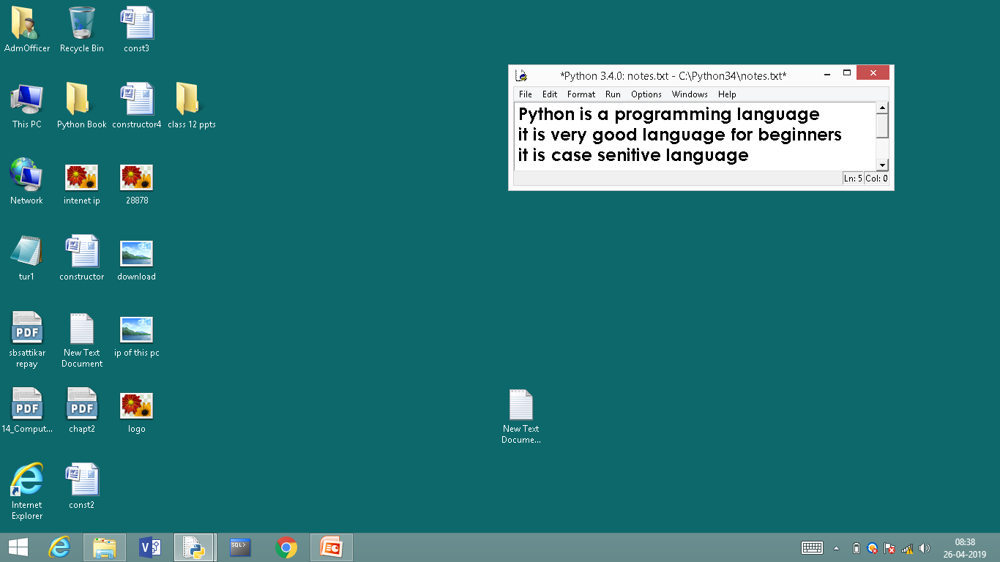 AdmOfficer
Recycle Bin
const3
This PC
Python Book
constructor4
class 12 ppts
Network
intenet ip
28878
tur1
constructor
download
PDF
sbsattikar
repay
New Text
Document
ip of this pc
PDF
14_Comput...
PDF
chapt2
logo
Internet
Explorer
const2
*Python 3.4.0: notes.txt - C:\Python34\notes.txt*
File Edit Format Run Options Windows Help
Python is a programming language
it is very good language for beginners
it is case senitive language
Ln: 5 Col: 0
New Text
Docume...
SQL>
08:38
26-04-2019